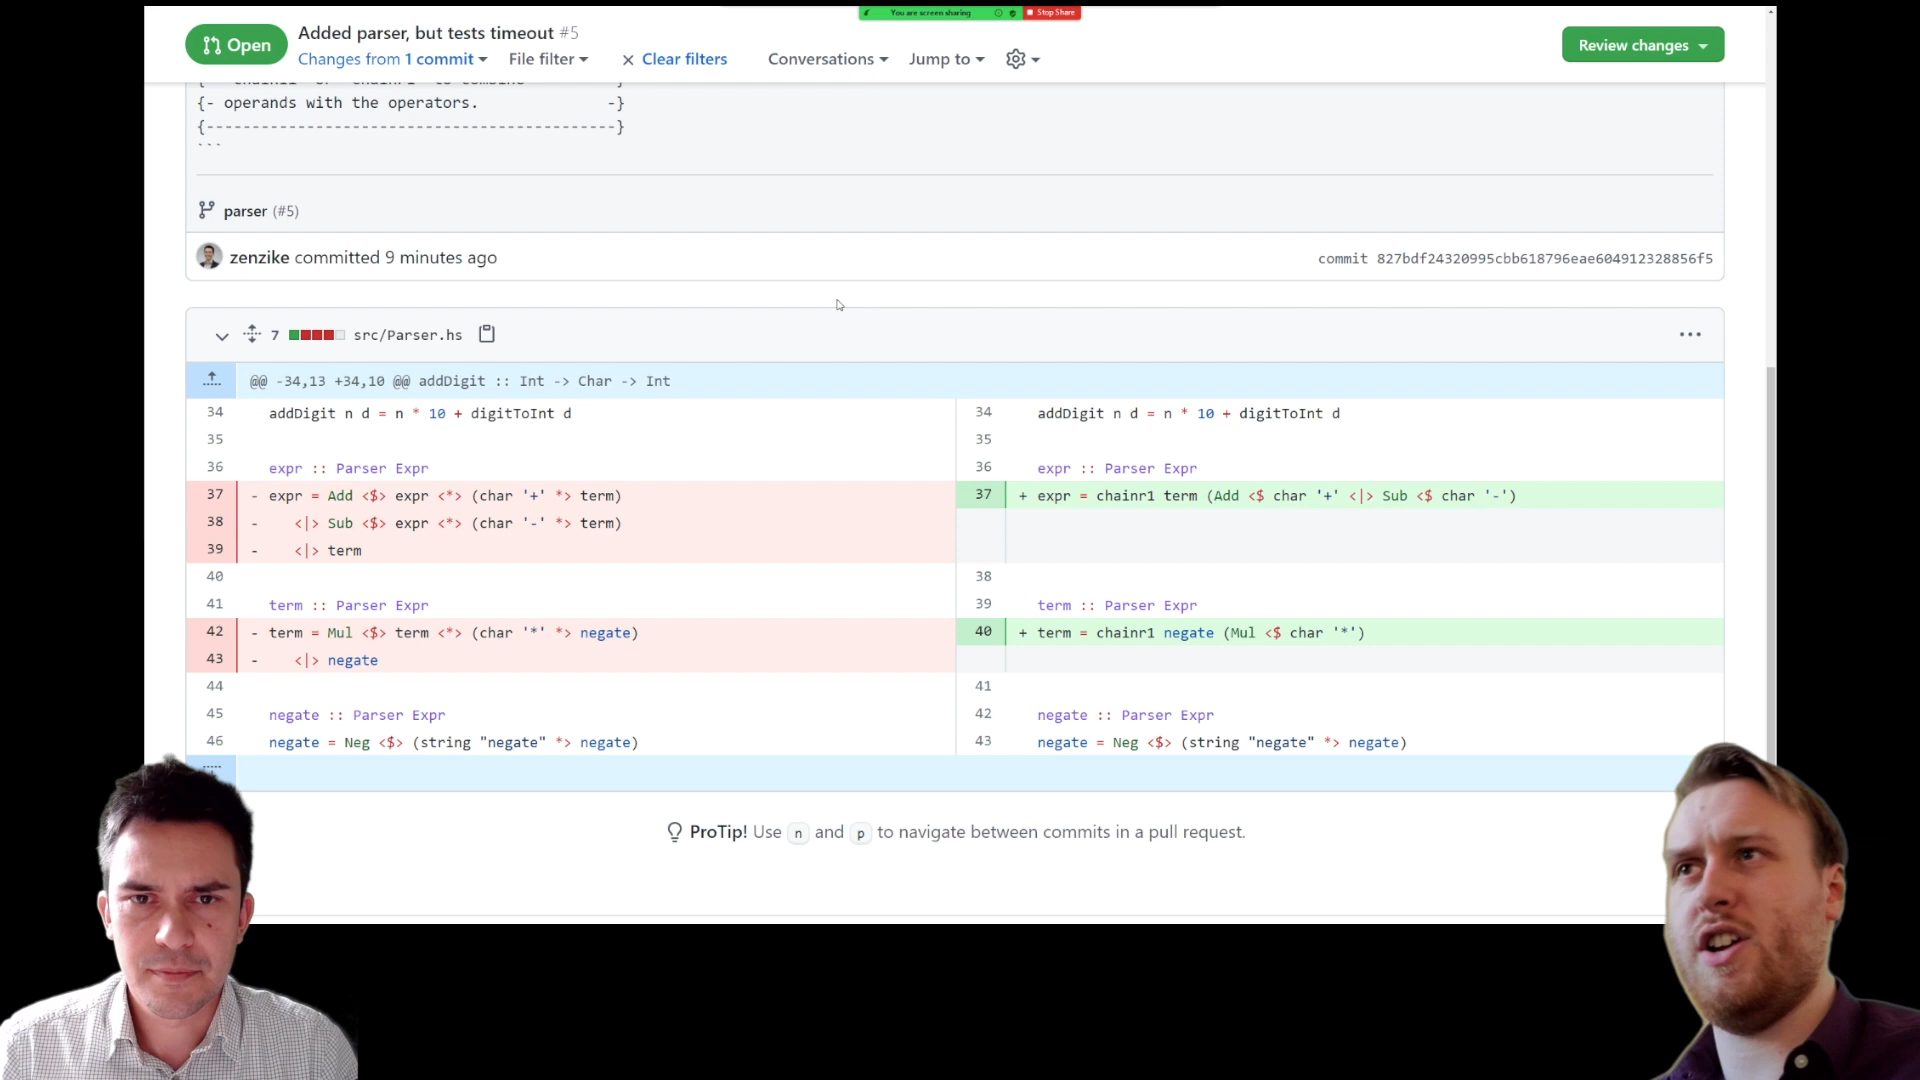 You are screen sharing Stop Share
Open
Added parser, but tests timeout #5
Changes from 1 commit File filter Clear filters Conversations Jump to
Review changes
{- operands with the operators. -}
{--------------------------------------------}
```
parser (#5)
zenzike committed 9 minutes ago commit 827bdf24320995cbb618796eae604912328856f5
7 src/Parser.hs
@@ -34,13 +34,10 @@ addDigit :: Int -> Char -> Int
34 addDigit n d = n * 10 + digitToInt d 34 addDigit n d = n * 10 + digitToInt d
35 35
36 expr :: Parser Expr 36 expr :: Parser Expr
37 - expr = Add <$> expr <*> (char '+' *> term) 37 + expr = chainr1 term (Add <$ char '+' <|> Sub <$ char '-')
38 - <|> Sub <$> expr <*> (char '-' *> term)
39 - <|> term
40 38
41 term :: Parser Expr 39 term :: Parser Expr
42 - term = Mul <$> term <*> (char '*' *> negate) 40 + term = chainr1 negate (Mul <$ char '*')
43 - <|> negate
44 41
45 negate :: Parser Expr 42 negate :: Parser Expr
46 negate = Neg <$> (string "negate" *> negate) 43 negate = Neg <$> (string "negate" *> negate)
ProTip! Use n and p to navigate between commits in a pull request.